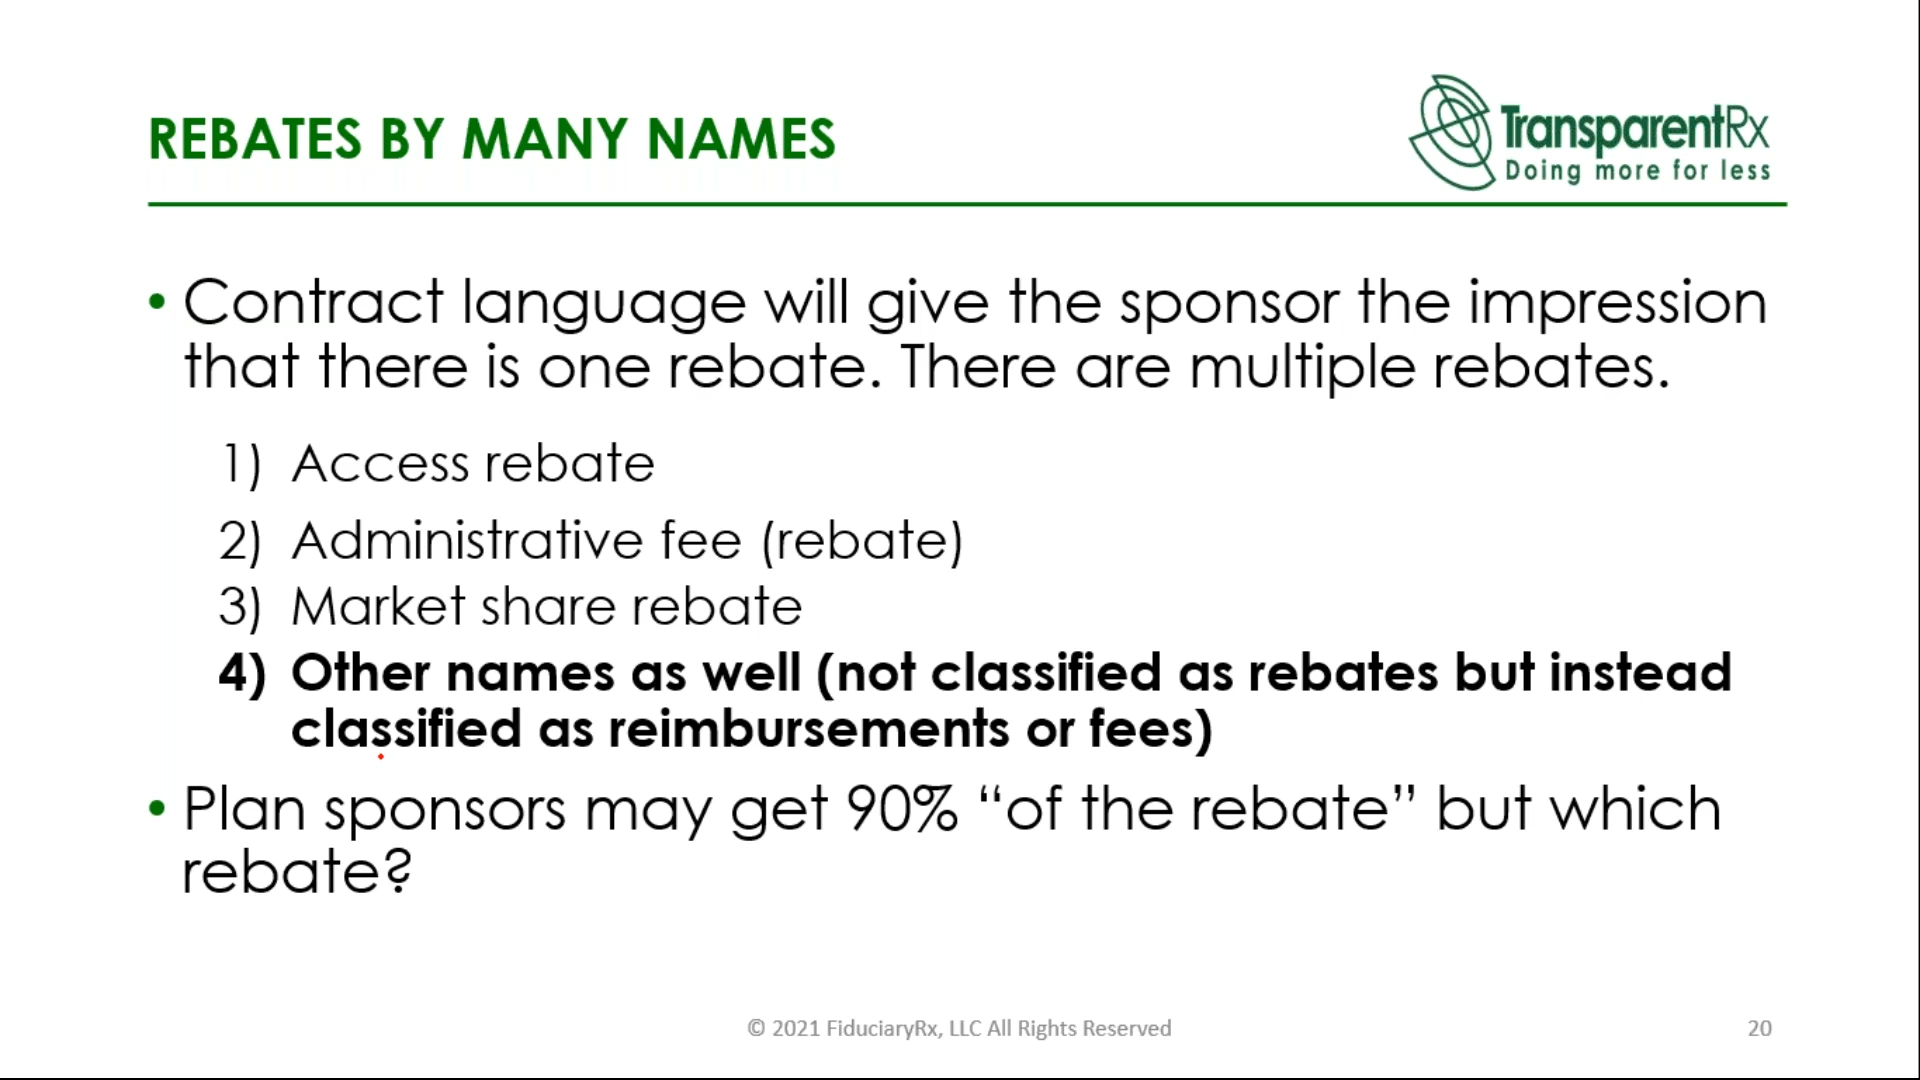 REBATES BY MANY NAMES
TransparentRx
Doing more for less
• Contract language will give the sponsor the impression
that there is one rebate. There are multiple rebates.
1) Access rebate
2) Administrative fee (rebate)
3) Market share rebate
4) Other names as well (not classified as rebates but instead
classified as reimbursements or fees)
• Plan sponsors may get 90% “of the rebate” but which
rebate?
© 2021 FiduciaryRx, LLC All Rights Reserved
20